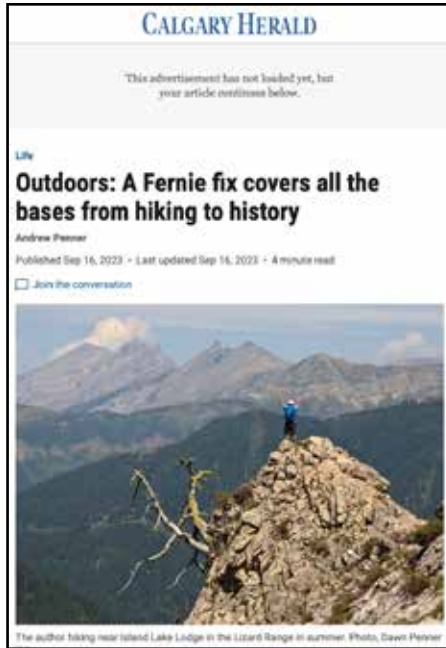 CALGARY HERALD
This advertisement has not loaded yet, but
your article continues below.
Life
Outdoors: A Fernie fix covers all the
bases from hiking to history
Andrew Penner
Published Sep 16, 2023 • Last updated Sep 16, 2023 • 4 minute read
Join the conversation
The author hiking near Island Lake Lodge in the Lizard Range in summer. Photo, Dawn Penner